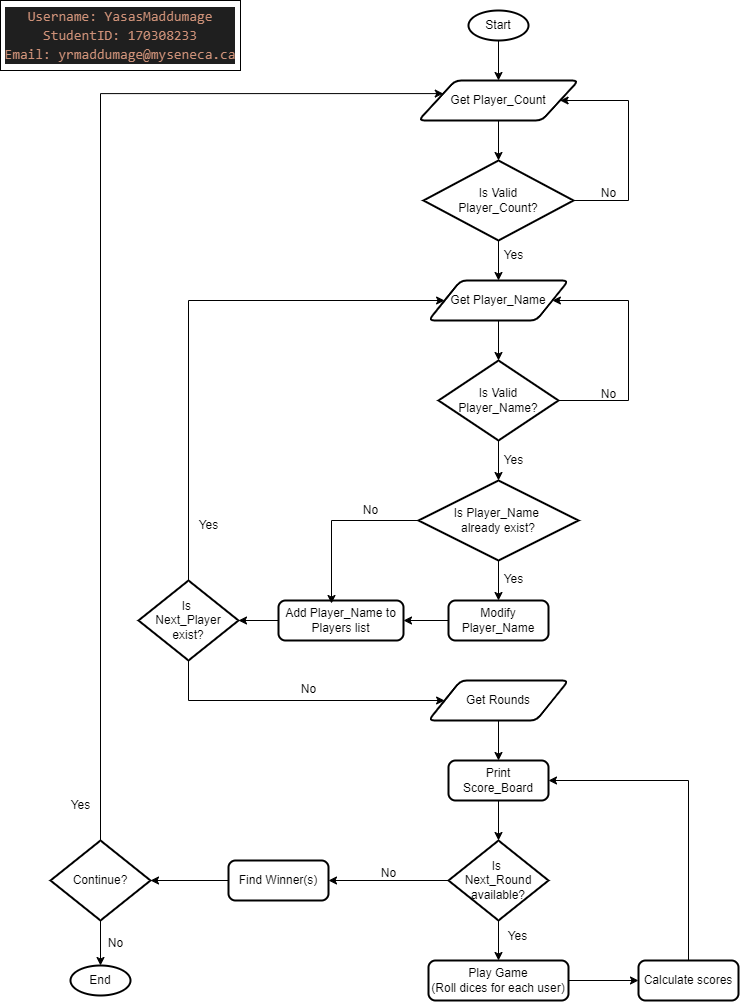 Username: YasasMaddumage
StudentID: 170308233
Email: yrmaddumage@myseneca.ca
Start
Get Player_Count
Is Valid
Player_Count?
No
Yes
Get Player_Name
Is Valid
Player_Name?
No
Yes
Is Player_Name
already exist?
No
Yes
Yes
Is
Next_Player
exist?
Add Player_Name to
Players list
Modify
Player_Name
No
Get Rounds
Print
Score_Board
Yes
Continue?
Find Winner(s)
No
Is
Next_Round
available?
No
Yes
End
Play Game
(Roll dices for each user)
Calculate scores